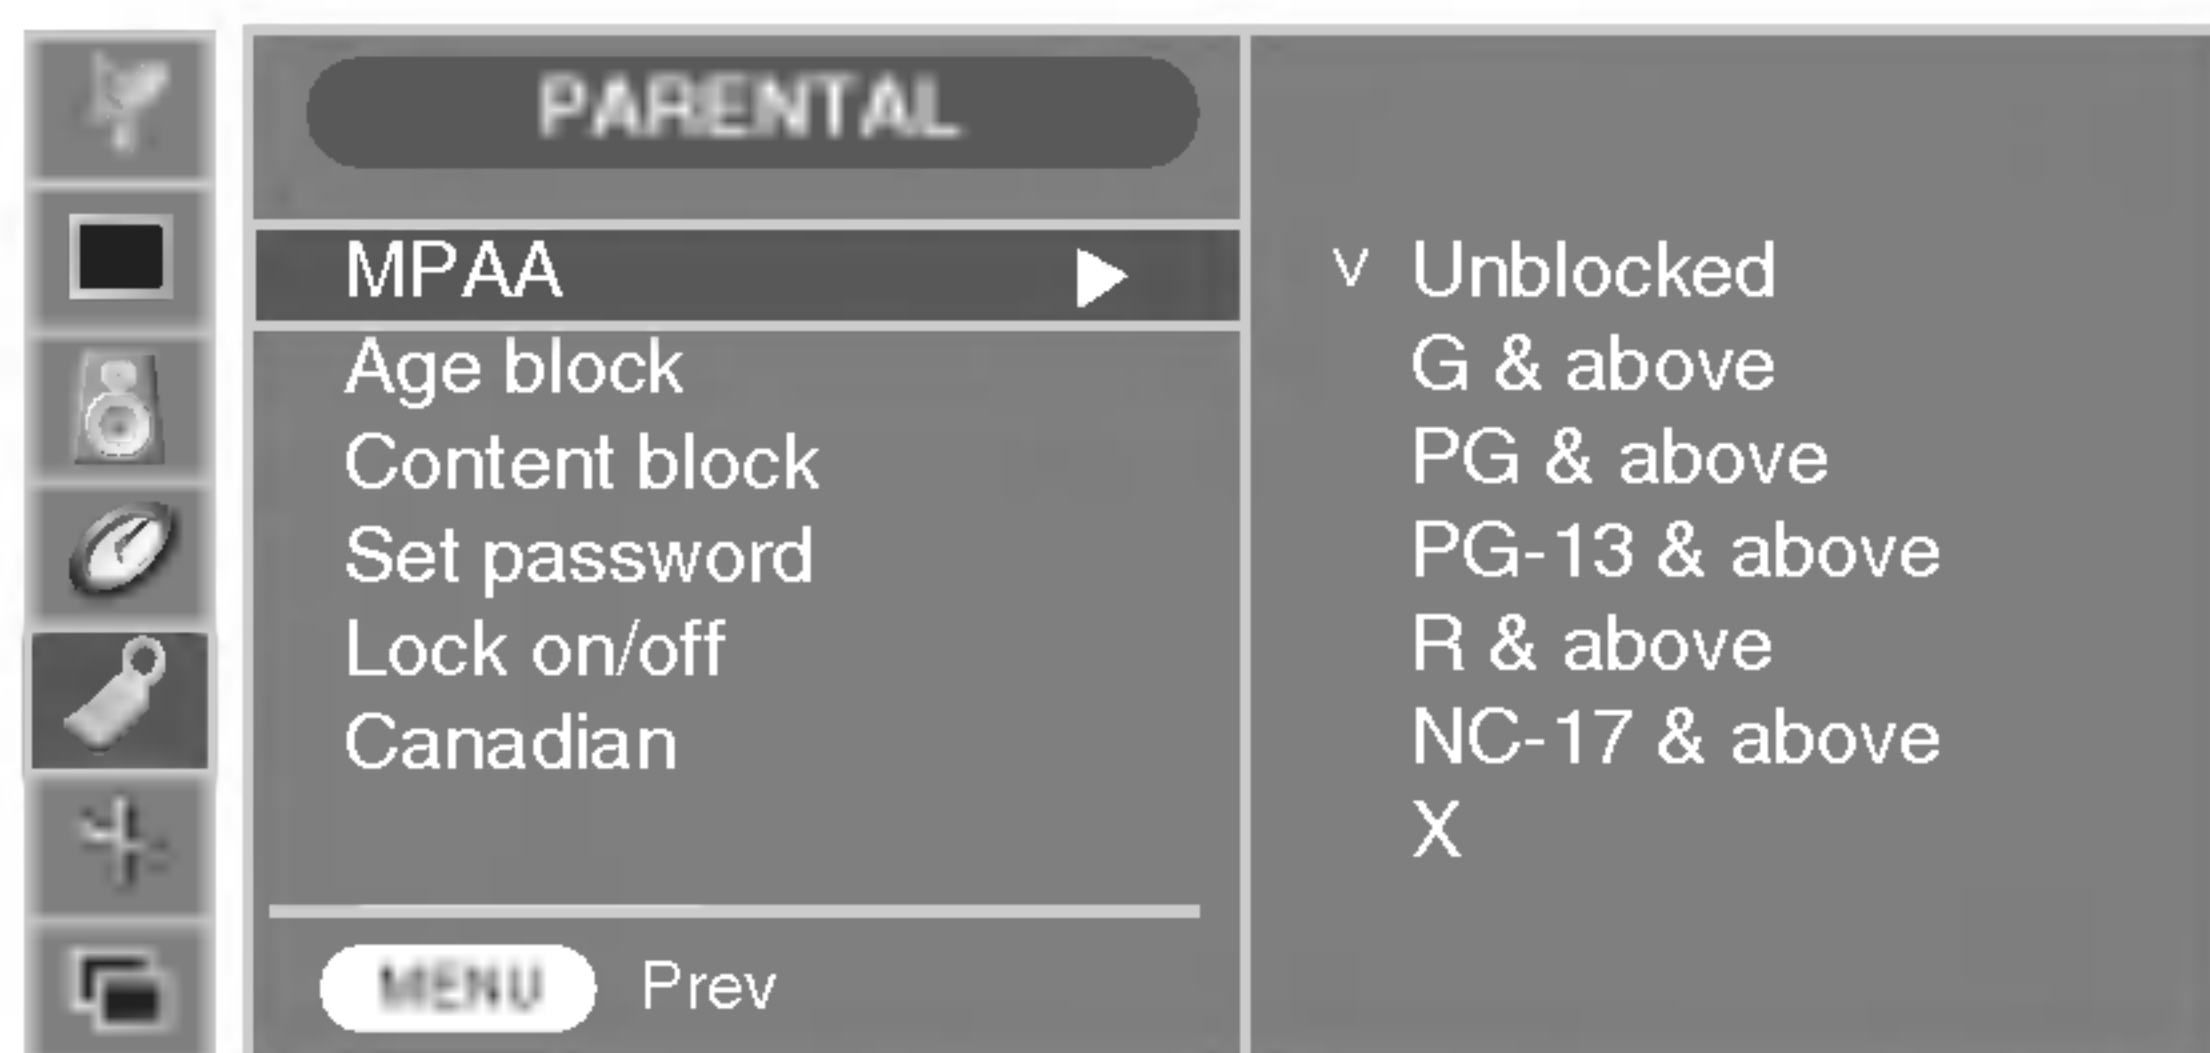 PARENTAL
MPAA
Age block
Content block
Set password
Lock on/off
Canadian
MENU Prev
v Unblocked
G & above
PG & above
PG-13 & above
R & above
NC-17 & above
X